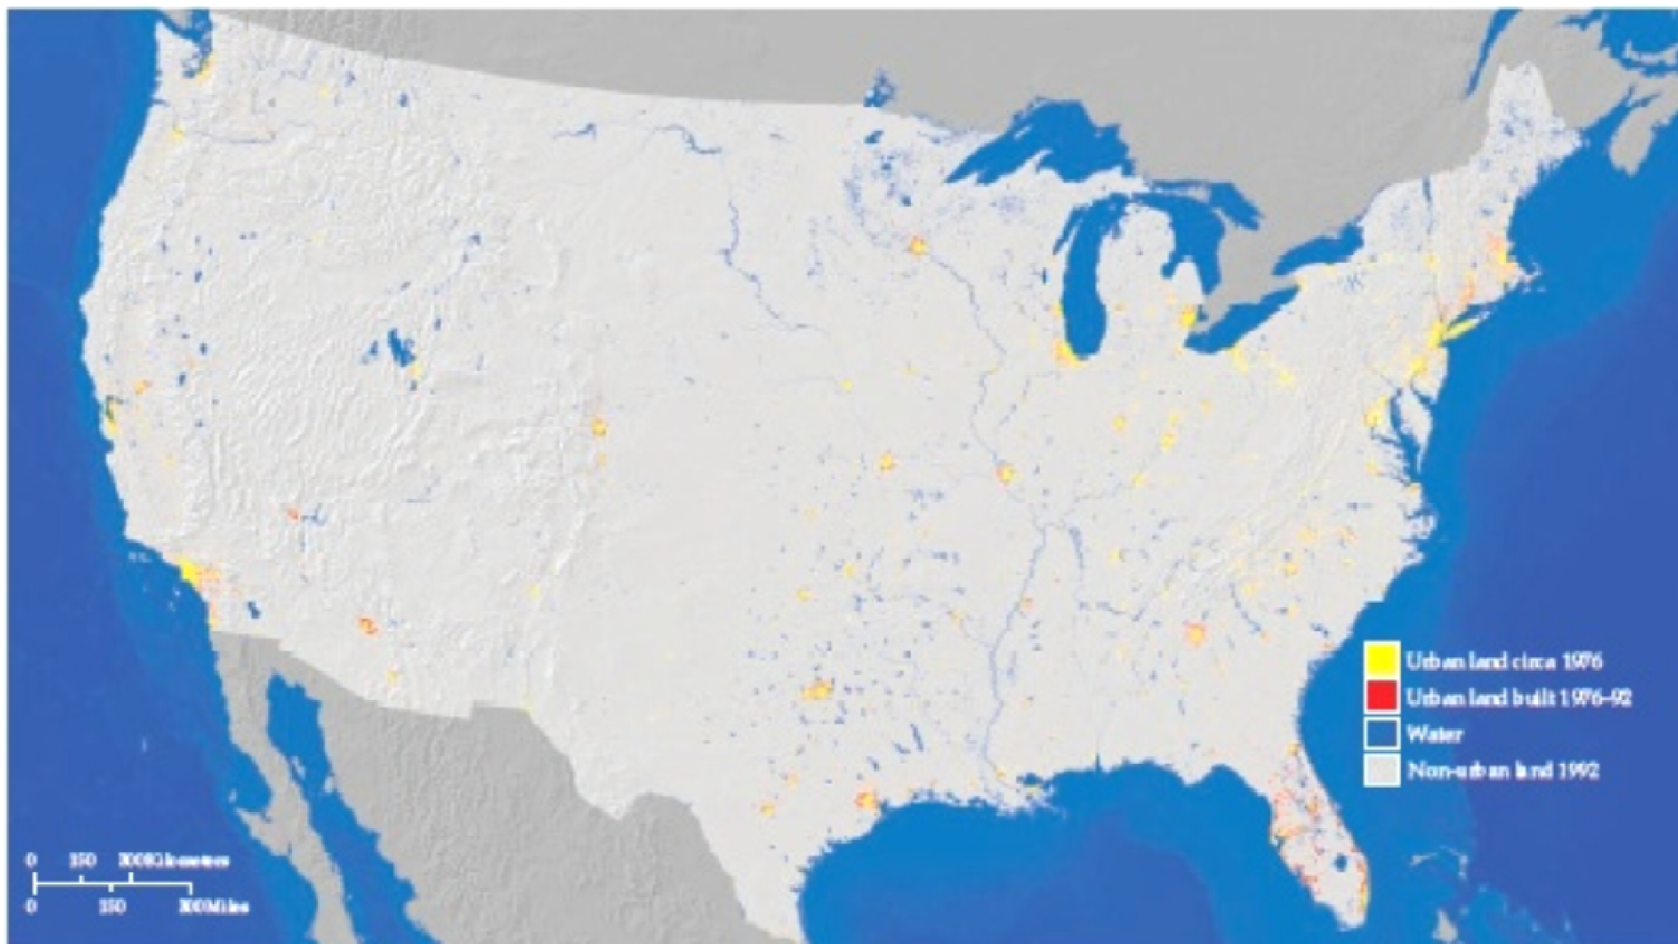 Urban land circa 1976
Urban land built 1976-92
Water
Non-urban land 1992
0 150 300 Kilometers
0 150 300 Miles